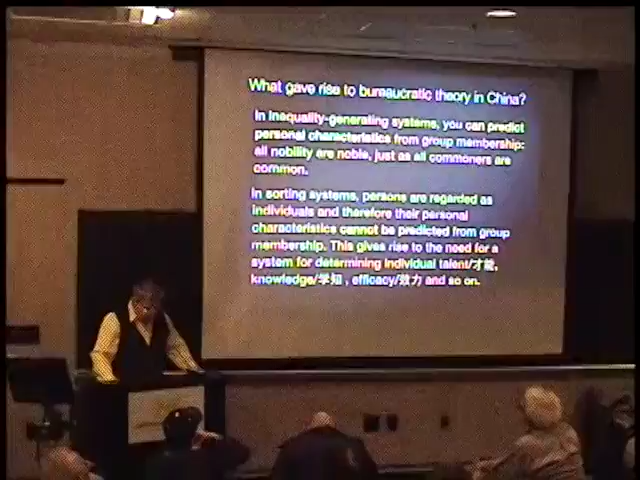 What gave rise to bureaucratic theory in China?
In inequality-generating systems, you can predict
personal characteristics from group membership:
all nobility are noble, just as all commoners are
common.
In sorting systems, persons are regarded as
individuals and therefore their personal
characteristics cannot be predicted from group
membership. This gives rise to the need for a
system for determining individual talent/才能,
knowledge/学知 , efficacy/效力 and so on.